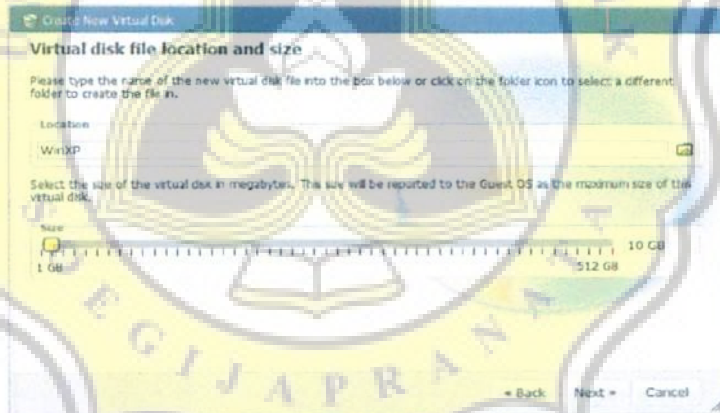 Create New Virtual Disk
Virtual disk file location and size
Please type the name of the new virtual disk file into the box below or click on the folder icon to select a different
folder to create the file in.
Location
WinXP
Select the size of the virtual disk in megabytes. This size will be reported to the Guest OS as the maximum size of this
virtual disk.
Size
10 GB
1 GB
512 GB
EGIJAPRANATA
< Back
Next >
Cancel